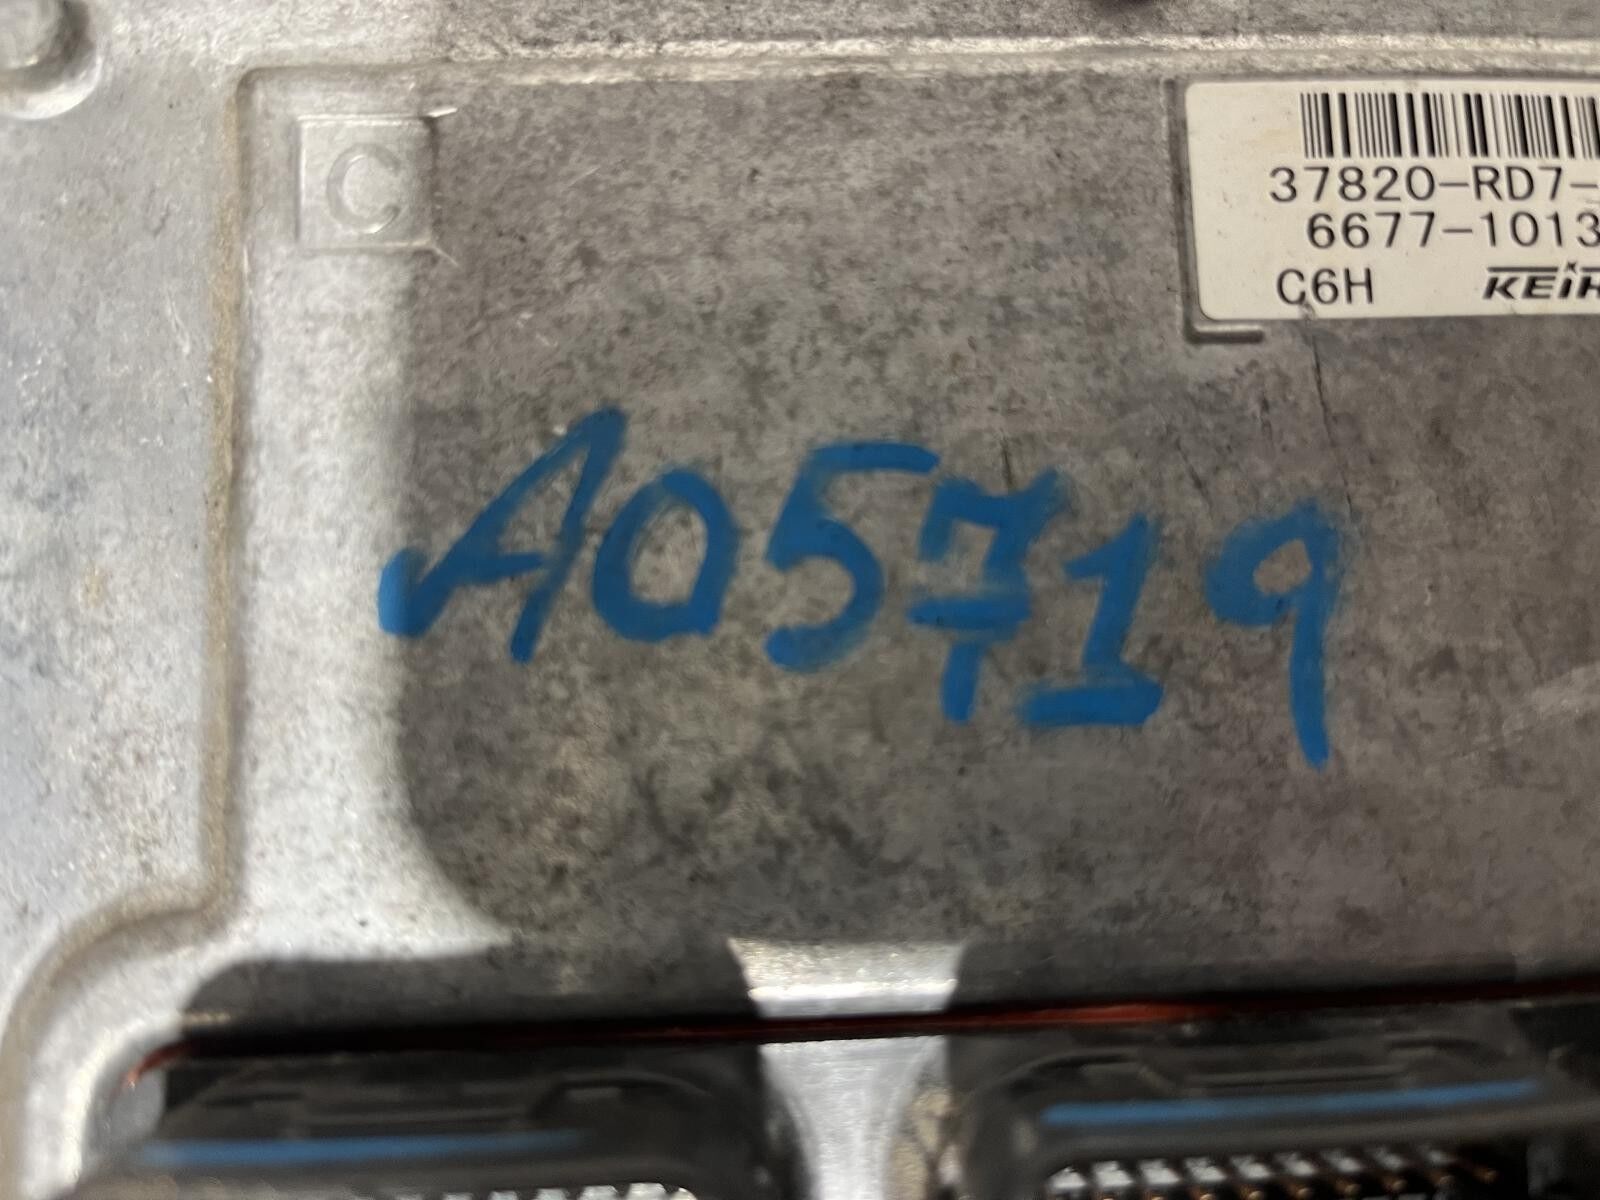 C
37820-RD7-
6677-1013
C6H KEIH
A05719